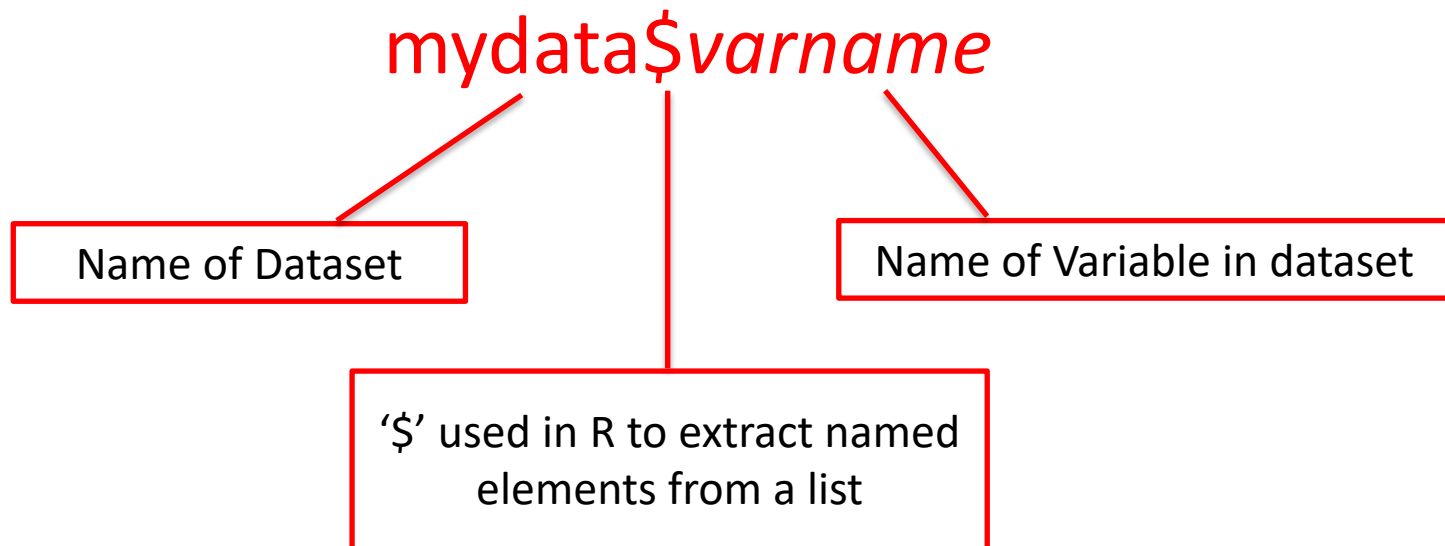 mydata$varname
Name of Dataset
Name of Variable in dataset
‘$’ used in R to extract named
elements from a list